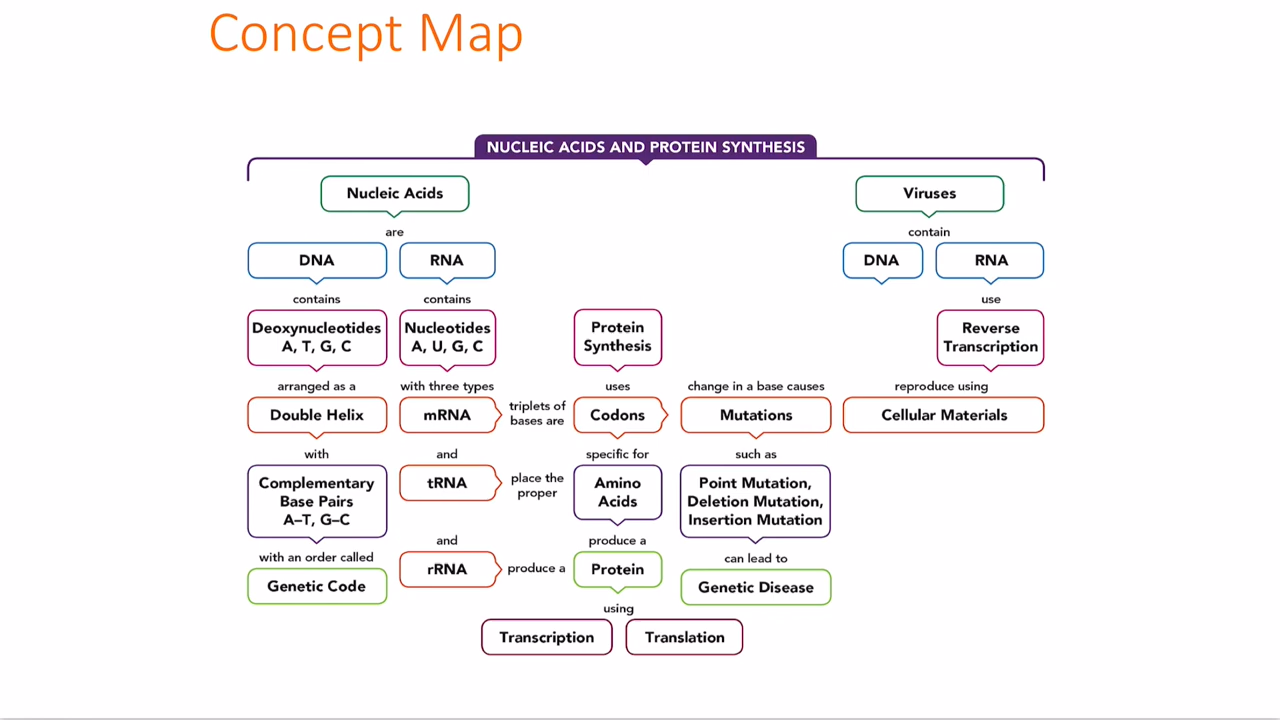 Concept Map
NUCLEIC ACIDS AND PROTEIN SYNTHESIS
Nucleic Acids
are
DNA
contains
Deoxynucleotides
A, T, G, C
arranged as a
Double Helix
with
Complementary
Base Pairs
A–T, G–C
with an order called
Genetic Code
RNA
contains
Nucleotides
A, U, G, C
with three types
mRNA
and
tRNA
and
rRNA
triplets of
bases are
place the
proper
produce a
Protein
Synthesis
uses
Codons
specific for
Amino
Acids
produce a
Protein
using
Transcription
Translation
change in a base causes
Mutations
such as
Point Mutation,
Deletion Mutation,
Insertion Mutation
can lead to
Genetic Disease
Viruses
contain
DNA
RNA
use
Reverse
Transcription
reproduce using
Cellular Materials